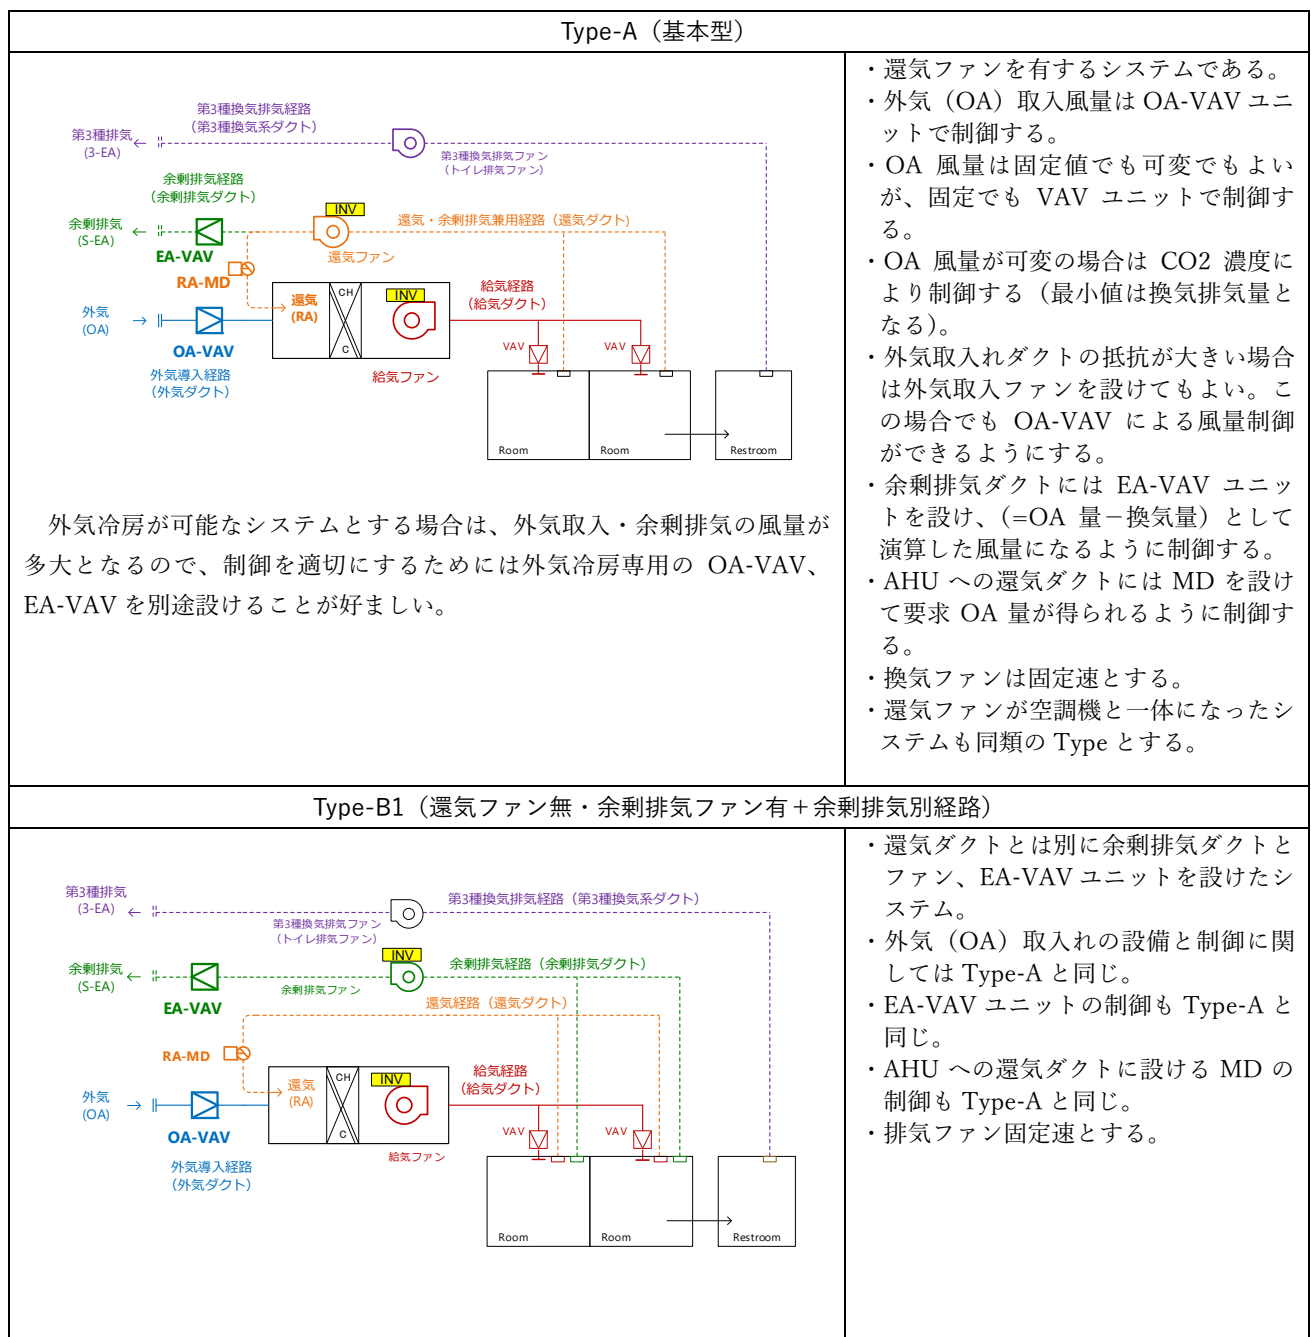 Type-A（基本型）
第3種換気排気経路
（第3種換気系ダクト）
第3種排気
(3-EA)
第3種換気排気ファン
（トイレ排気ファン）
余剰排気経路
（余剰排気ダクト）
INV
余剰排気
(S-EA)
還気・余剰排気兼用経路（還気ダクト）
EA-VAV
還気ファン
RA-MD
還気
(RA)
CH
C
INV
給気経路
（給気ダクト）
外気
(OA)
OA-VAV
VAV
VAV
外気導入経路
（外気ダクト）
給気ファン
Room
Room
Restroom
外気冷房が可能なシステムとする場合は、外気取入・余剰排気の風量が
多大となるので、制御を適切にするためには外気冷房専用の OA-VAV、
EA-VAV を別途設けることが好ましい。
・還気ファンを有するシステムである。
・外気（OA）取入風量は OA-VAV ユニ
ットで制御する。
・OA 風量は固定値でも可変でもよい
が、固定でも VAV ユニットで制御す
る。
・OA 風量が可変の場合は CO2 濃度に
より制御する（最小値は換気排気量と
なる）。
・外気取入れダクトの抵抗が大きい場合
は外気取入ファンを設けてもよい。こ
の場合でも OA-VAV による風量制御
ができるようにする。
・余剰排気ダクトには EA-VAV ユニッ
トを設け、（=OA 量－換気量）として
演算した風量になるように制御する。
・AHU への還気ダクトには MD を設け
て要求 OA 量が得られるように制御す
る。
・換気ファンは固定速とする。
・還気ファンが空調機と一体になったシ
ステムも同類の Type とする。
Type-B1（還気ファン無・余剰排気ファン有＋余剰排気別経路）
第3種排気
(3-EA)
第3種換気排気経路（第3種換気系ダクト）
第3種換気排気ファン
（トイレ排気ファン）
INV
余剰排気
(S-EA)
余剰排気経路（余剰排気ダクト）
余剰排気ファン
EA-VAV
還気経路（還気ダクト）
RA-MD
還気
(RA)
CH
C
INV
給気経路
（給気ダクト）
外気
(OA)
OA-VAV
VAV
VAV
給気ファン
外気導入経路
（外気ダクト）
Room
Room
Restroom
・還気ダクトとは別に余剰排気ダクトと
ファン、EA-VAV ユニットを設けたシ
ステム。
・外気（OA）取入れの設備と制御に関
しては Type-A と同じ。
・EA-VAV ユニットの制御も Type-A と
同じ。
・AHU への還気ダクトに設ける MD の
制御も Type-A と同じ。
・排気ファン固定速とする。